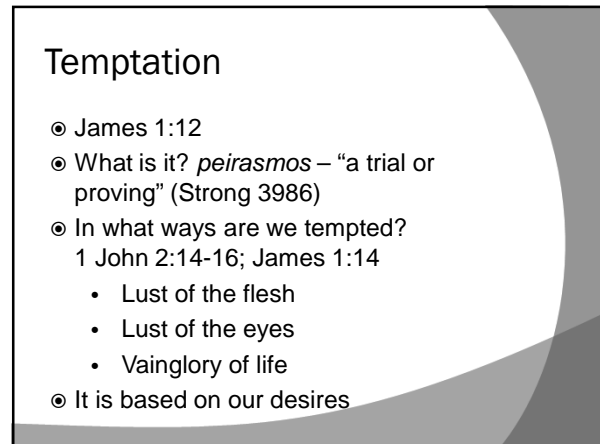 Temptation
◉ James 1:12
◉ What is it? peirasmos – “a trial or
proving” (Strong 3986)
◉ In what ways are we tempted?
1 John 2:14-16; James 1:14
• Lust of the flesh
• Lust of the eyes
• Vainglory of life
◉ It is based on our desires